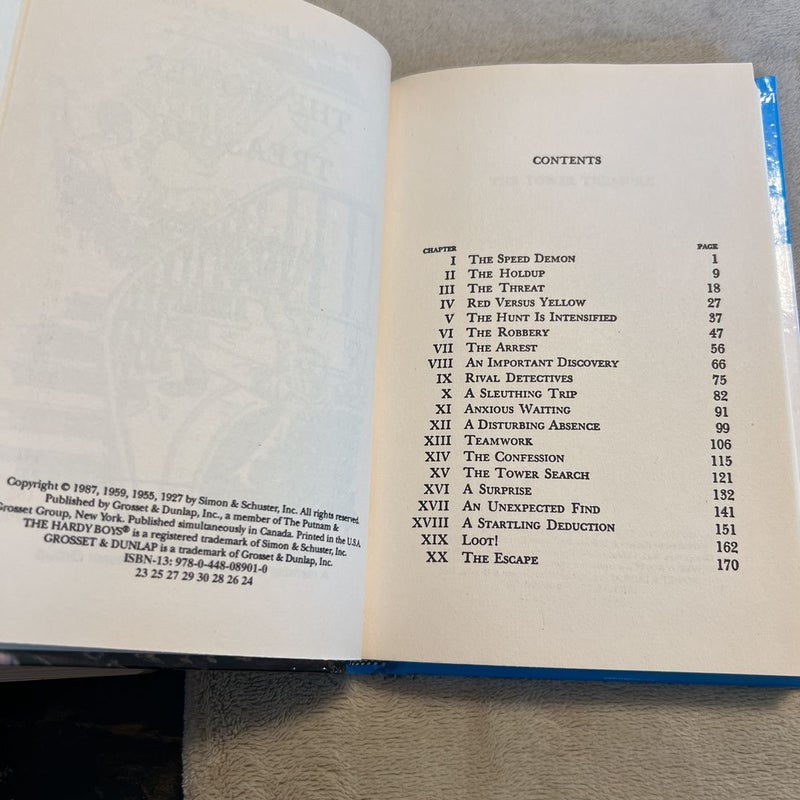 Copyright © 1987, 1959, 1955, 1927 by Simon & Schuster, Inc. All rights reserved.
Published by Grosset & Dunlap, Inc., a member of The Putnam &
Grosset Group, New York. Published simultaneously in Canada. Printed in the U.S.A.
THE HARDY BOYS® is a registered trademark of Simon & Schuster, Inc.
GROSSET & DUNLAP is a trademark of Grosset & Dunlap, Inc.
ISBN-13: 978-0-448-08901-0
23 25 27 29 30 28 26 24
CONTENTS
CHAPTER PAGE
I THE SPEED DEMON 1
II THE HOLDUP 9
III THE THREAT 18
IV RED VERSUS YELLOW 27
V THE HUNT IS INTENSIFIED 37
VI THE ROBBERY 47
VII THE ARREST 56
VIII AN IMPORTANT DISCOVERY 66
IX RIVAL DETECTIVES 75
X A SLEUTHING TRIP 82
XI ANXIOUS WAITING 91
XII A DISTURBING ABSENCE 99
XIII TEAMWORK 106
XIV THE CONFESSION 115
XV THE TOWER SEARCH 121
XVI A SURPRISE 132
XVII AN UNEXPECTED FIND 141
XVIII A STARTLING DEDUCTION 151
XIX LOOT! 162
XX THE ESCAPE 170